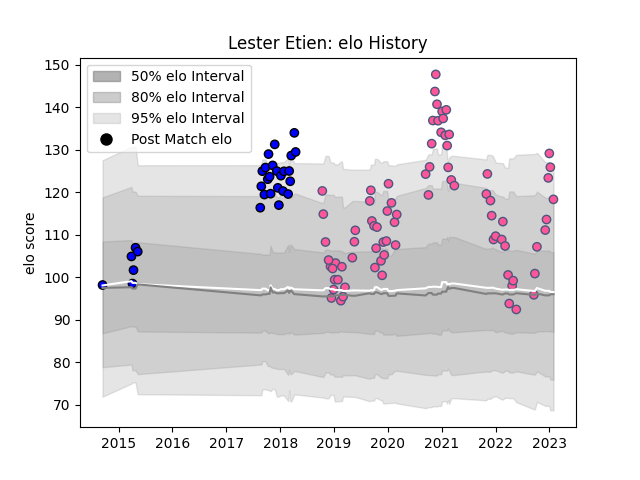 Lester Etien: elo History
50% elo Interval
80% elo Interval
95% elo Interval
Post Match elo
elo score
150
140
130
120
110
100
90
80
70
2015 2016 2017 2018 2019 2020 2021 2022 2023